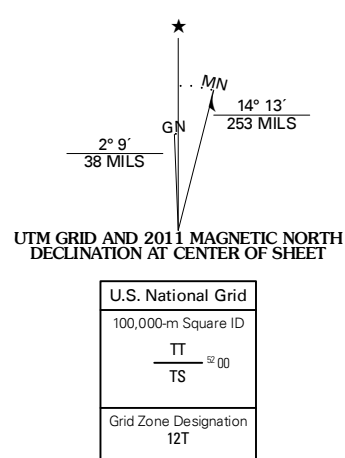 ★
MN
GN
14° 13´
253 MILS
2° 9´
38 MILS
UTM GRID AND 2011 MAGNETIC NORTH
DECLINATION AT CENTER OF SHEET
U.S. National Grid
100,000-m Square ID
TT
52 00
TS
Grid Zone Designation
12T